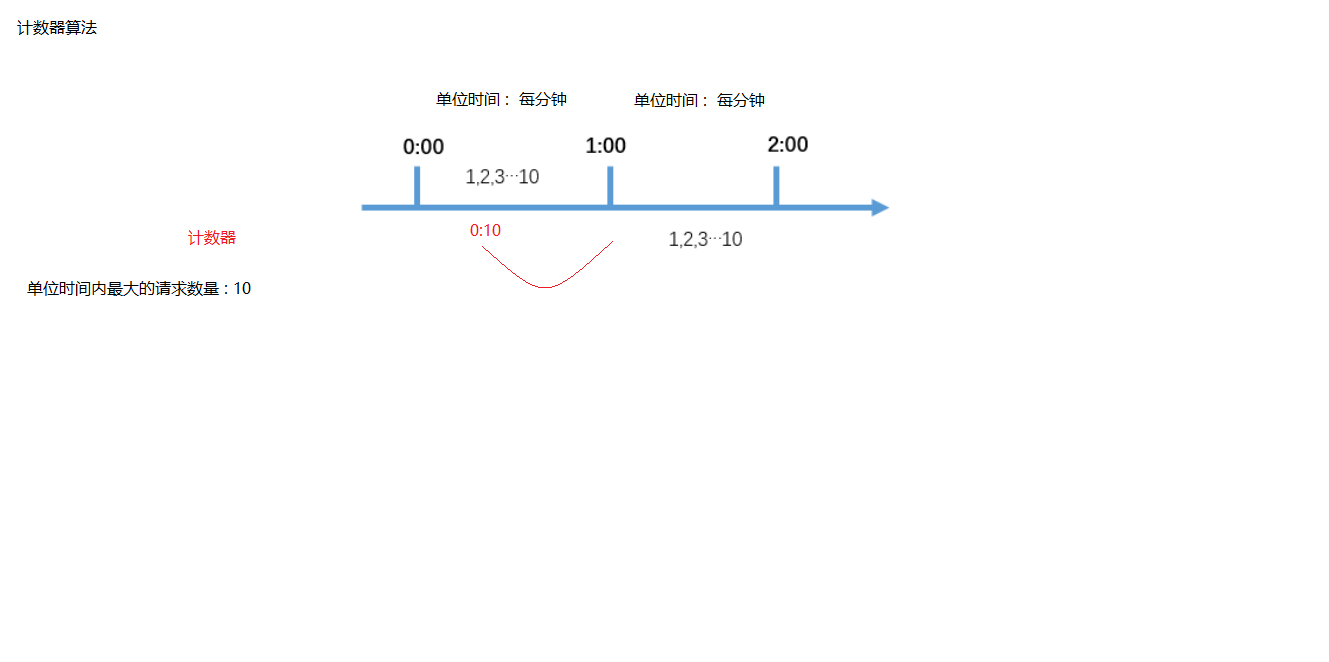 计数器算法
单位时间： 每分钟 单位时间： 每分钟
0:00 1:00 2:00
1,2,3···10
计数器 0:10 1,2,3···10
单位时间内最大的请求数量 : 10